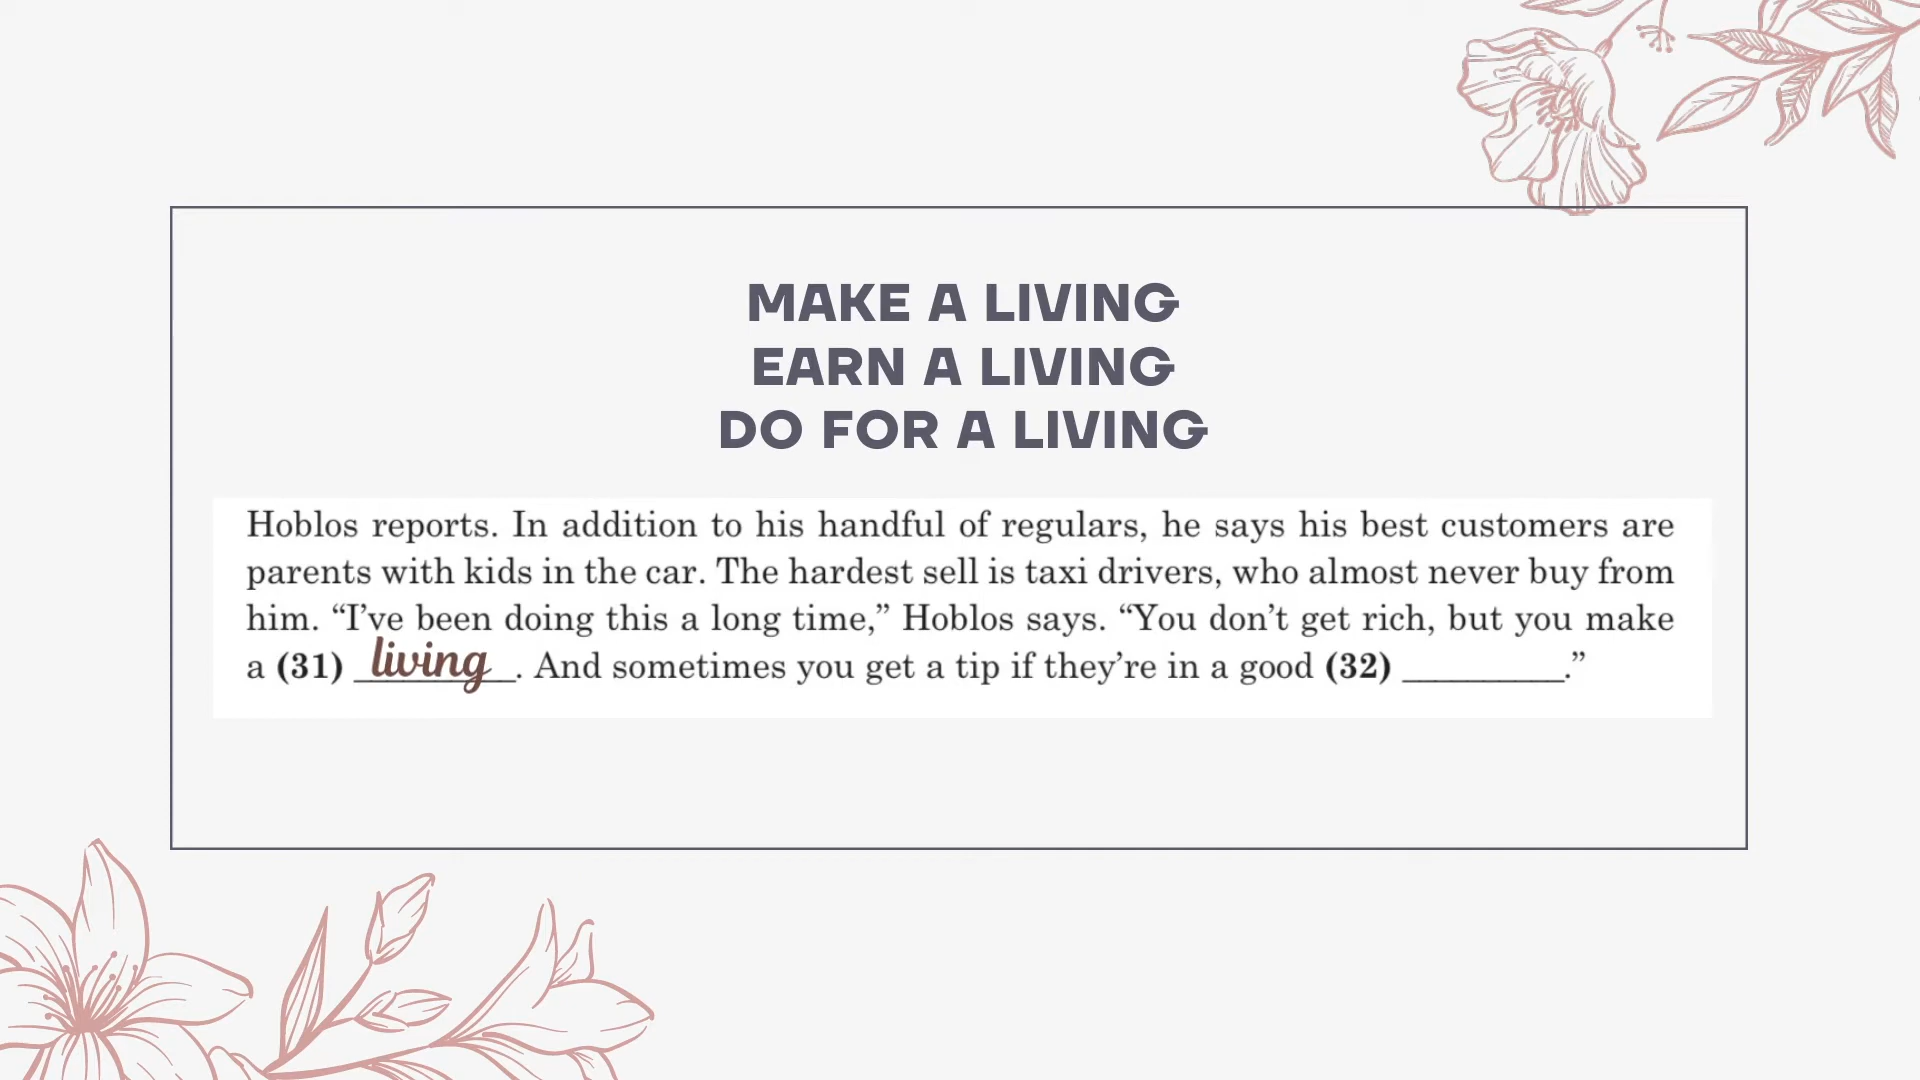 MAKE A LIVING
EARN A LIVING
DO FOR A LIVING
Hoblos reports. In addition to his handful of regulars, he says his best customers are
parents with kids in the car. The hardest sell is taxi drivers, who almost never buy from
him. “I’ve been doing this a long time,” Hoblos says. “You don’t get rich, but you make
a (31) living. And sometimes you get a tip if they’re in a good (32) __________.”